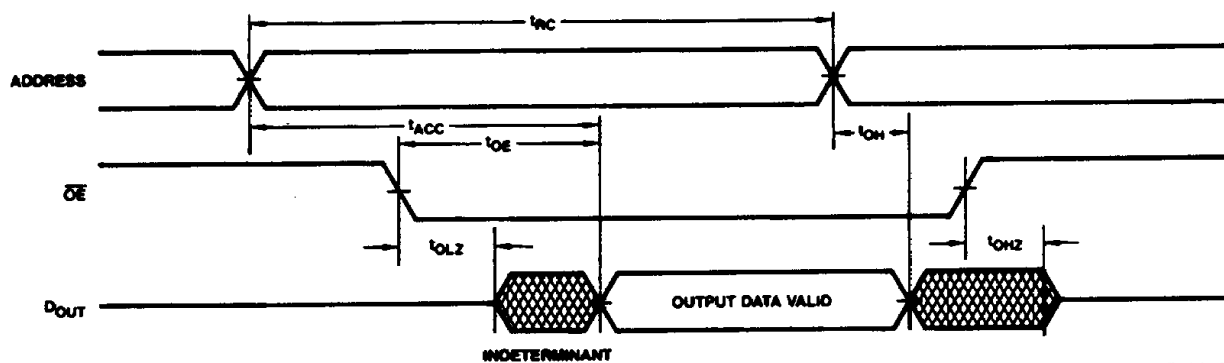 tRC
ADDRESS
tACC
tOE
tOH
OE
tOLZ
tOHZ
DOUT
OUTPUT DATA VALID
INDETERMINANT